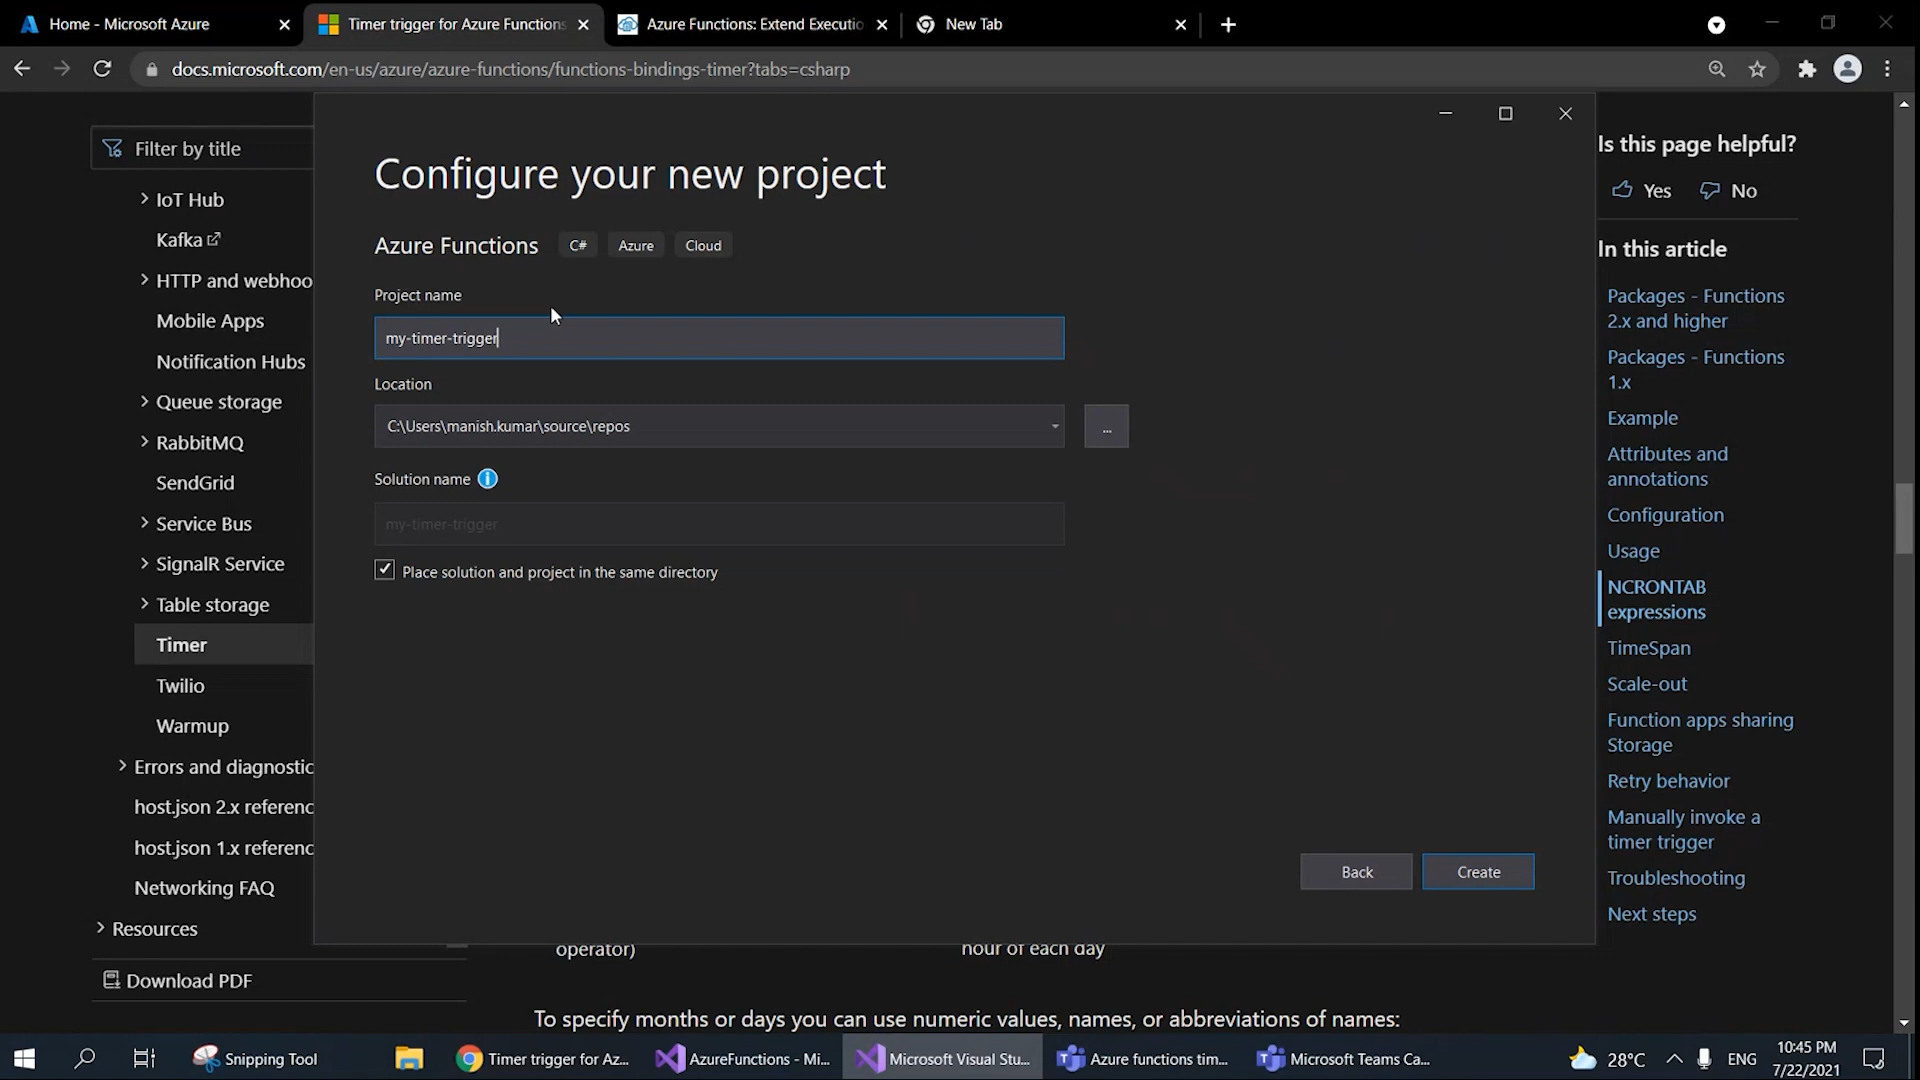 Home - Microsoft Azure
Timer trigger for Azure Functions
Azure Functions: Extend Executio
New Tab
docs.microsoft.com/en-us/azure/azure-functions/functions-bindings-timer?tabs=csharp
Filter by title
IoT Hub
Kafka
HTTP and webhoo
Mobile Apps
Notification Hubs
Queue storage
RabbitMQ
SendGrid
Service Bus
SignalR Service
Table storage
Timer
Twilio
Warmup
Errors and diagnostic
host.json 2.x referenc
host.json 1.x referenc
Networking FAQ
Resources
Download PDF
Configure your new project
Azure Functions C# Azure Cloud
Project name
my-timer-trigger
Location
C:\Users\manish.kumar\source\repos
...
Solution name
my-timer-trigger
Place solution and project in the same directory
Back Create
operator)
hour of each day
To specify months or days you can use numeric values, names, or abbreviations of names:
Is this page helpful?
Yes No
In this article
Packages - Functions
2.x and higher
Packages - Functions
1.x
Example
Attributes and
annotations
Configuration
Usage
NCRONTAB
expressions
TimeSpan
Scale-out
Function apps sharing
Storage
Retry behavior
Manually invoke a
timer trigger
Troubleshooting
Next steps
Snipping Tool
Timer trigger for Az...
AzureFunctions - Mi...
Microsoft Visual Stu...
Azure functions tim...
Microsoft Teams Ca...
28°C
ENG
10:45 PM
7/22/2021